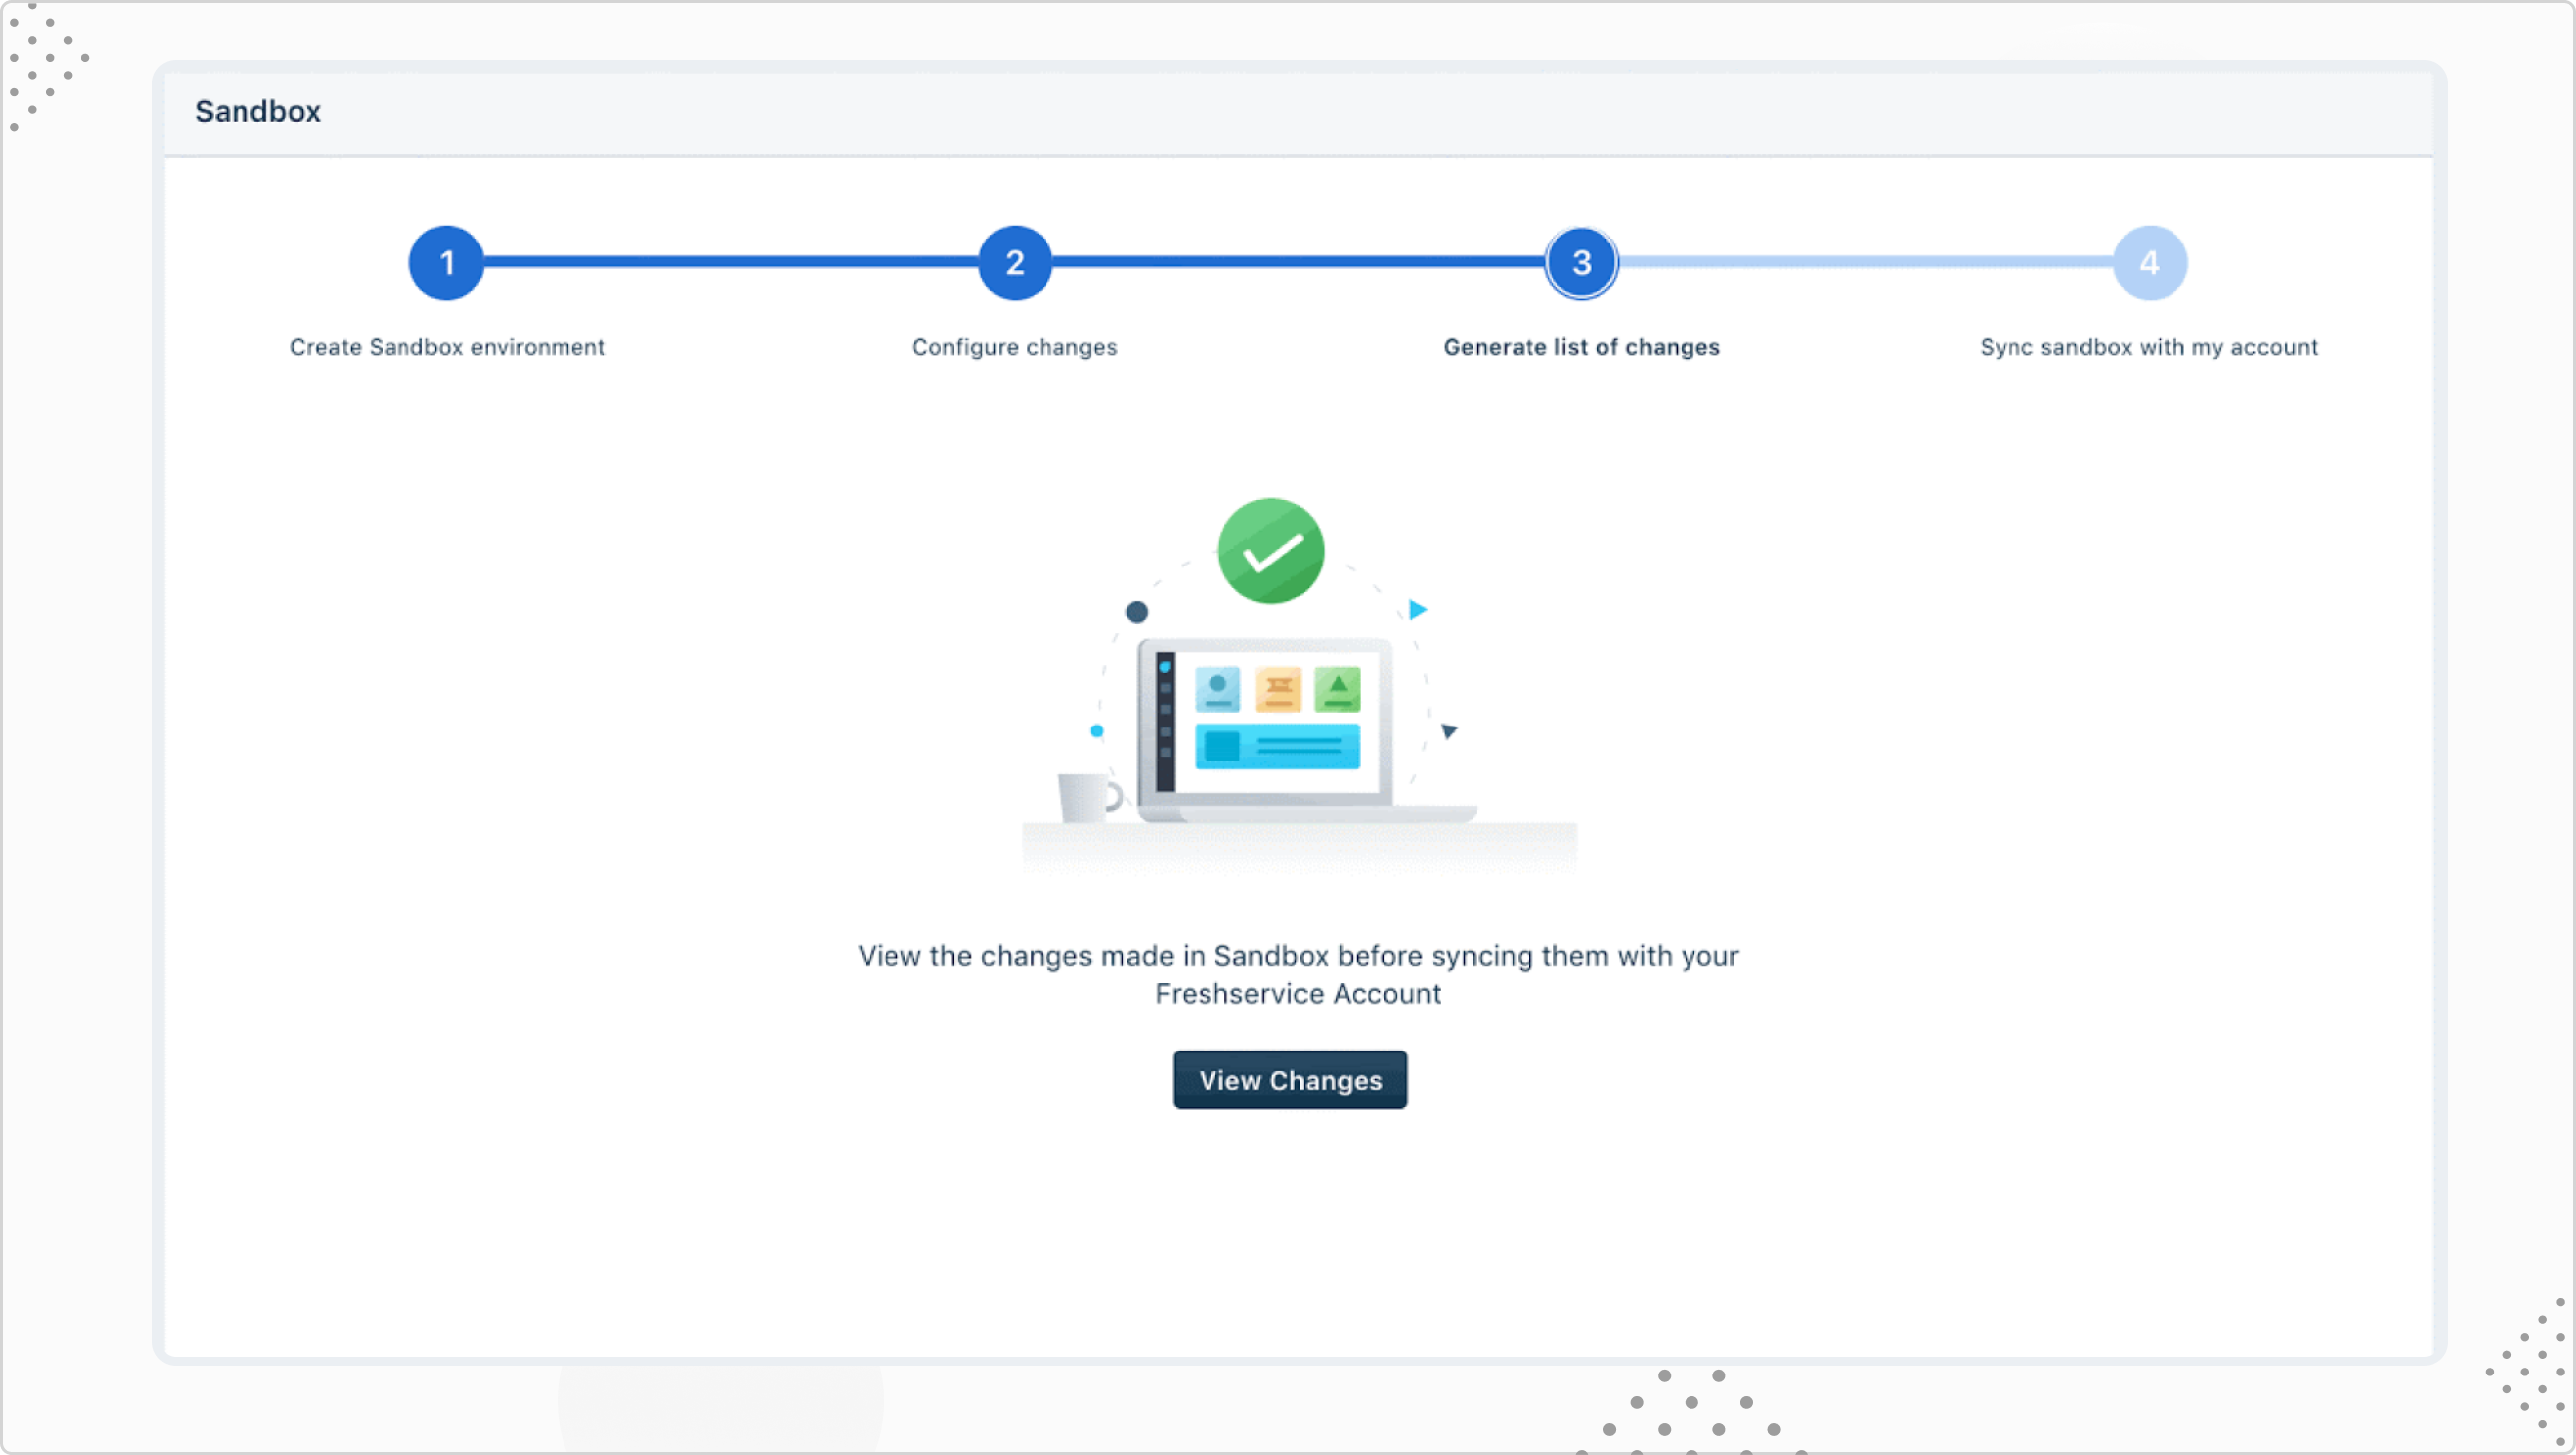 Sandbox
1
2
3
4
Create Sandbox environment
Configure changes
Generate list of changes
Sync sandbox with my account
View the changes made in Sandbox before syncing them with your
Freshservice Account
View Changes